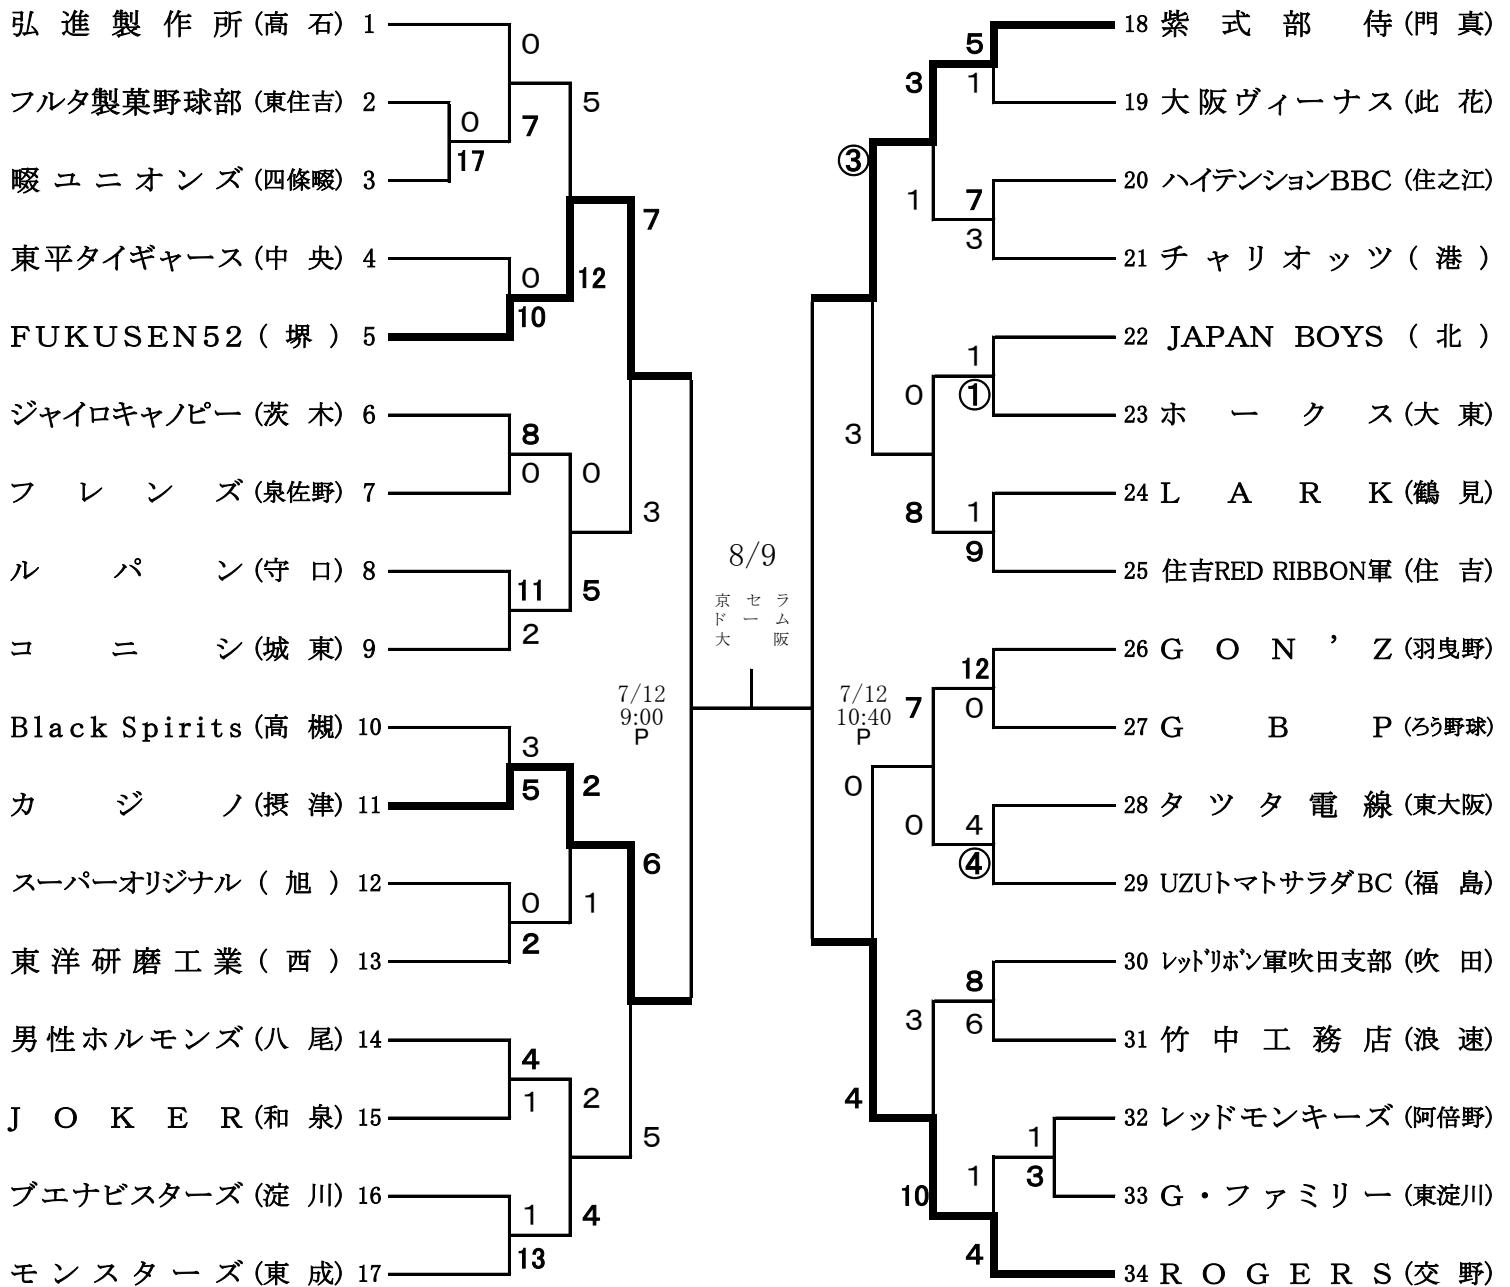 弘進製作所 (高石) 1
0
フルタ製菓野球部 (東住吉) 2
5
0
7
17
畷ユニオンズ (四條畷) 3
7
東平タイギャース (中央) 4
0
12
10
FUKUSEN52 (堺) 5
ジャイロキャノピー (茨木) 6
8
0
0
フレンズ (泉佐野) 7
3
ルパン (守口) 8
11
5
2
コニシ (城東) 9
Black Spirits (高槻) 10
3
5
2
カジノ (摂津) 11
6
スーパーオリジナル (旭) 12
0
1
2
東洋研磨工業 (西) 13
男性ホルモンズ (八尾) 14
4
1
2
JOKER (和泉) 15
5
ブエナビスターズ (淀川) 16
1
4
13
モンスターズ (東成) 17
8/9
京セラ
ドーム
大阪
7/12
9:00
P
7/12
10:40
P
18 紫式部侍 (門真)
5
3
1
19 大阪ヴィーナス (此花)
③
20 ハイテンションBBC (住之江)
1
7
3
21 チャリオッツ (港)
22 JAPAN BOYS (北)
1
0
①
23 ホークス (大東)
3
24 LARK (鶴見)
8
1
9
25 住吉RED RIBBON軍 (住吉)
26 GON’Z (羽曳野)
12
7
0
27 GBP (ろう野球)
0
28 タツタ電線 (東大阪)
0
4
④
29 UZUトマトサラダBC (福島)
30 レッドリボン軍吹田支部 (吹田)
8
3
6
31 竹中工務店 (浪速)
4
32 レッドモンキーズ (阿倍野)
1
1
3
10
33 G・ファミリー (東淀川)
4
34 ROGERS (交野)